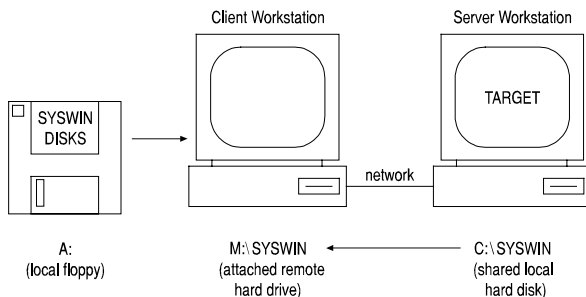 Client Workstation
Server Workstation
SYSWIN
DISKS
TARGET
network
A:
(local floppy)
M:\SYSWIN
(attached remote
hard drive)
C:\SYSWIN
(shared local
hard disk)